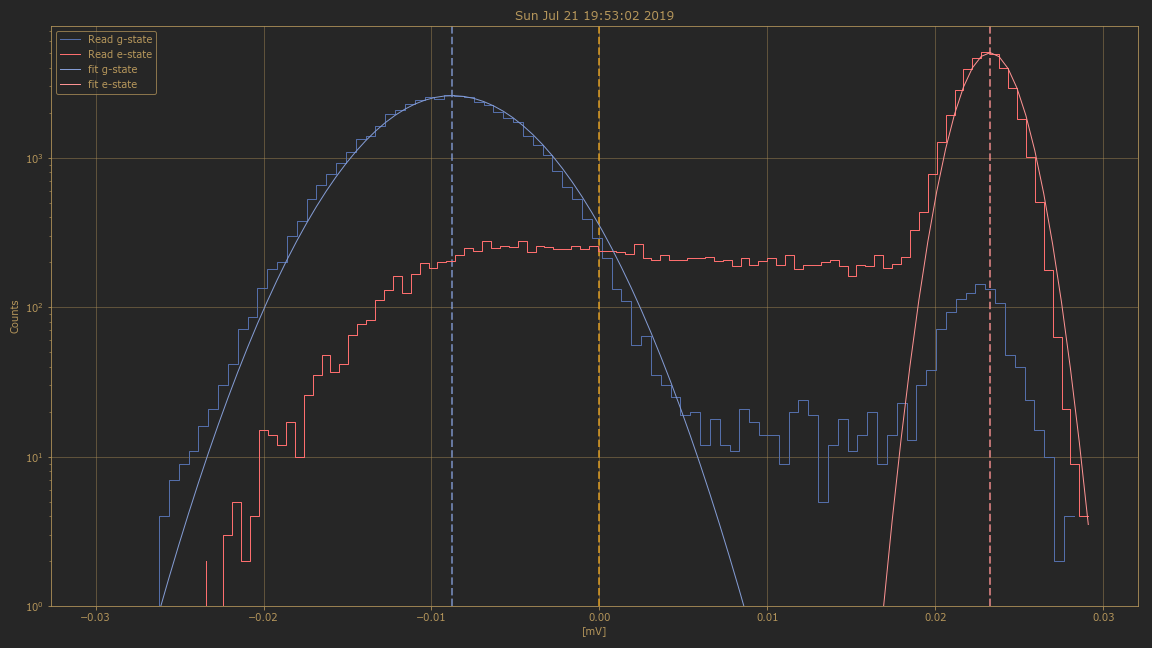 Sun Jul 21 19:53:02 2019
Read g-state
Read e-state
fit g-state
fit e-state
Counts
10³
10²
10¹
10⁰
−0.03
−0.02
−0.01
0.00
0.01
0.02
0.03
[mV]